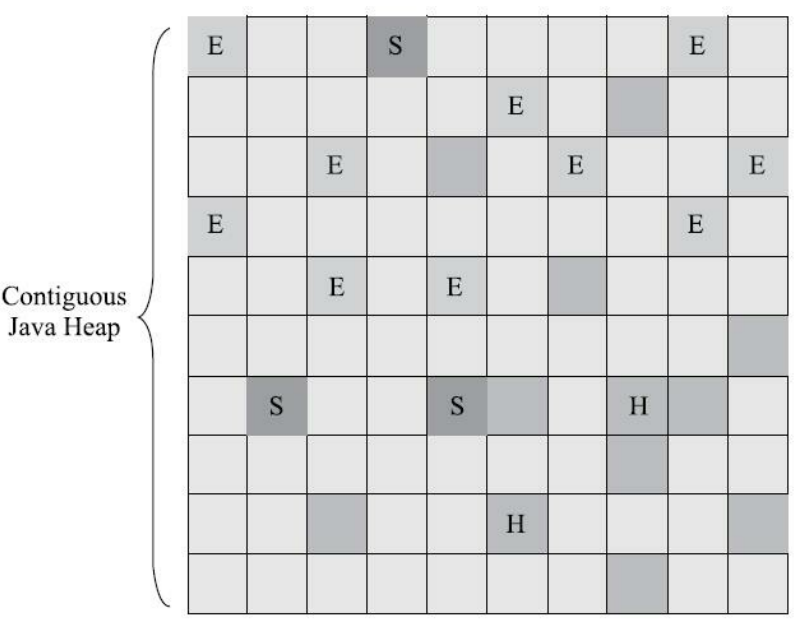 E S E
E
E E E
E E
E E
Contiguous
Java Heap
S S H
H